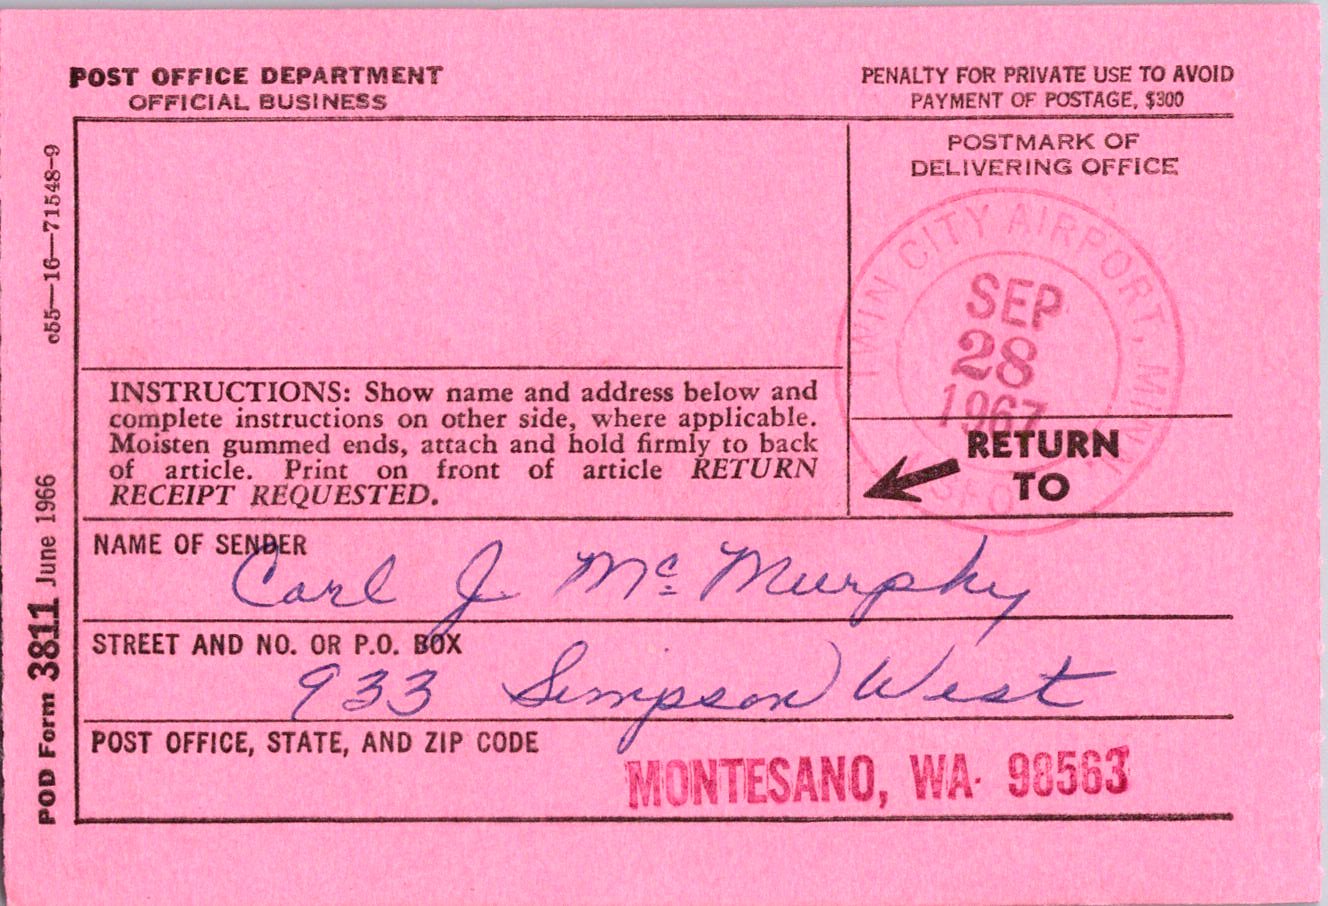 POST OFFICE DEPARTMENT
OFFICIAL BUSINESS
PENALTY FOR PRIVATE USE TO AVOID
PAYMENT OF POSTAGE, $300
POSTMARK OF
DELIVERING OFFICE
TWIN CITY AIRPORT, MINN.
SEP
28
1967
c55—16—71548-9
INSTRUCTIONS: Show name and address below and
complete instructions on other side, where applicable.
Moisten gummed ends, attach and hold firmly to back
of article. Print on front of article RETURN
RECEIPT REQUESTED.
RETURN
TO
NAME OF SENDER
Carl J. Mc Murphy
STREET AND NO. OR P.O. BOX
933 Simpson West
POST OFFICE, STATE, AND ZIP CODE
MONTESANO, WA. 98563
POD Form 3811 June 1966